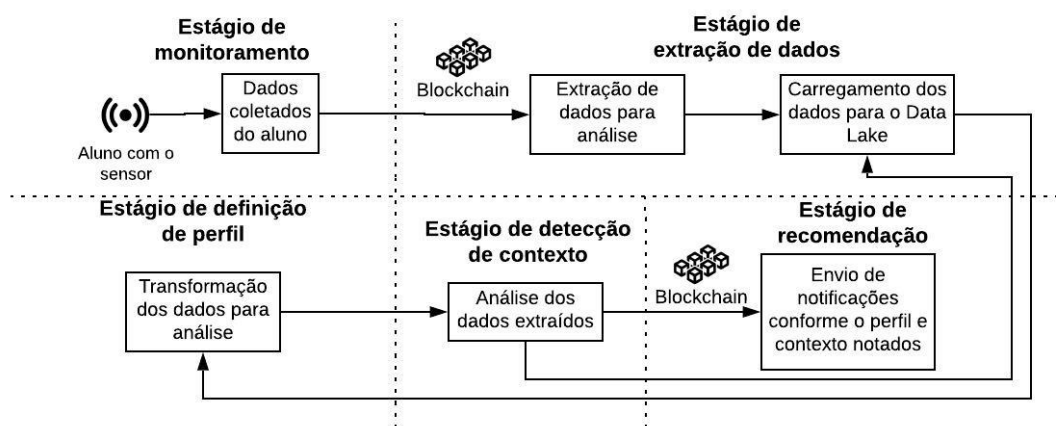 Estágio de
monitoramento
Aluno com o
sensor
Dados
coletados
do aluno
Blockchain
Estágio de
extração de dados
Extração de
dados para
análise
Carregamento dos
dados para o Data
Lake
Estágio de definição
de perfil
Transformação
dos dados para
análise
Estágio de detecção
de contexto
Análise dos
dados extraídos
Blockchain
Estágio de
recomendação
Envio de
notificações
conforme o perfil e
contexto notados